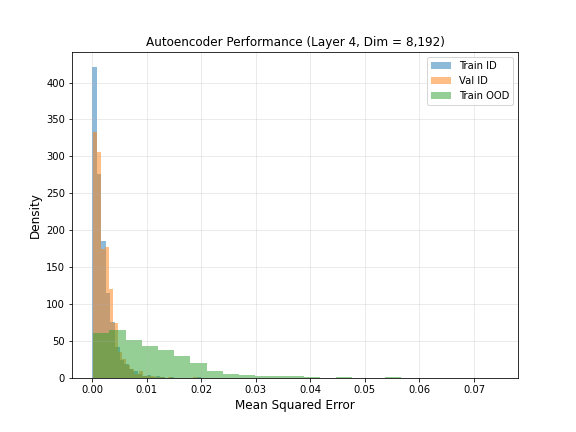 Autoencoder Performance (Layer 4, Dim = 8,192)
Train ID
Val ID
Train OOD
Density
400
350
300
250
200
150
100
50
0
0.00 0.01 0.02 0.03 0.04 0.05 0.06 0.07
Mean Squared Error